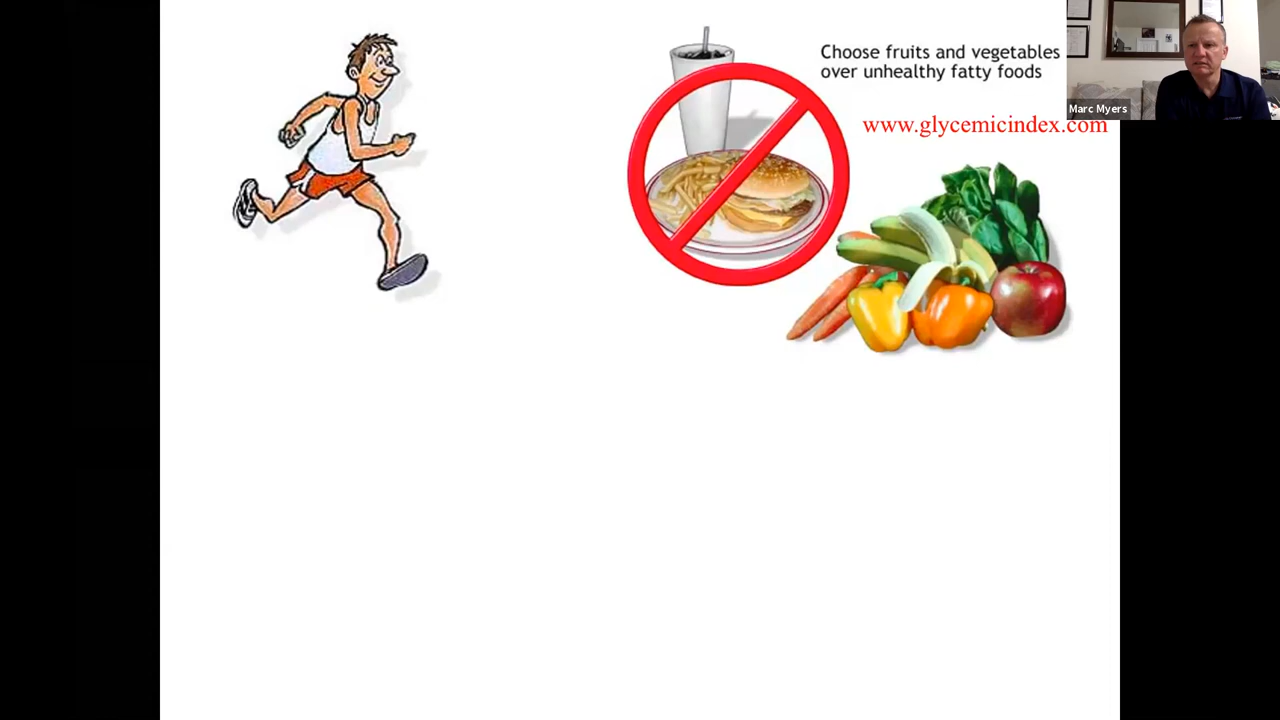 Choose fruits and vegetables
over unhealthy fatty foods
www.glycemicindex.com
Marc Myers